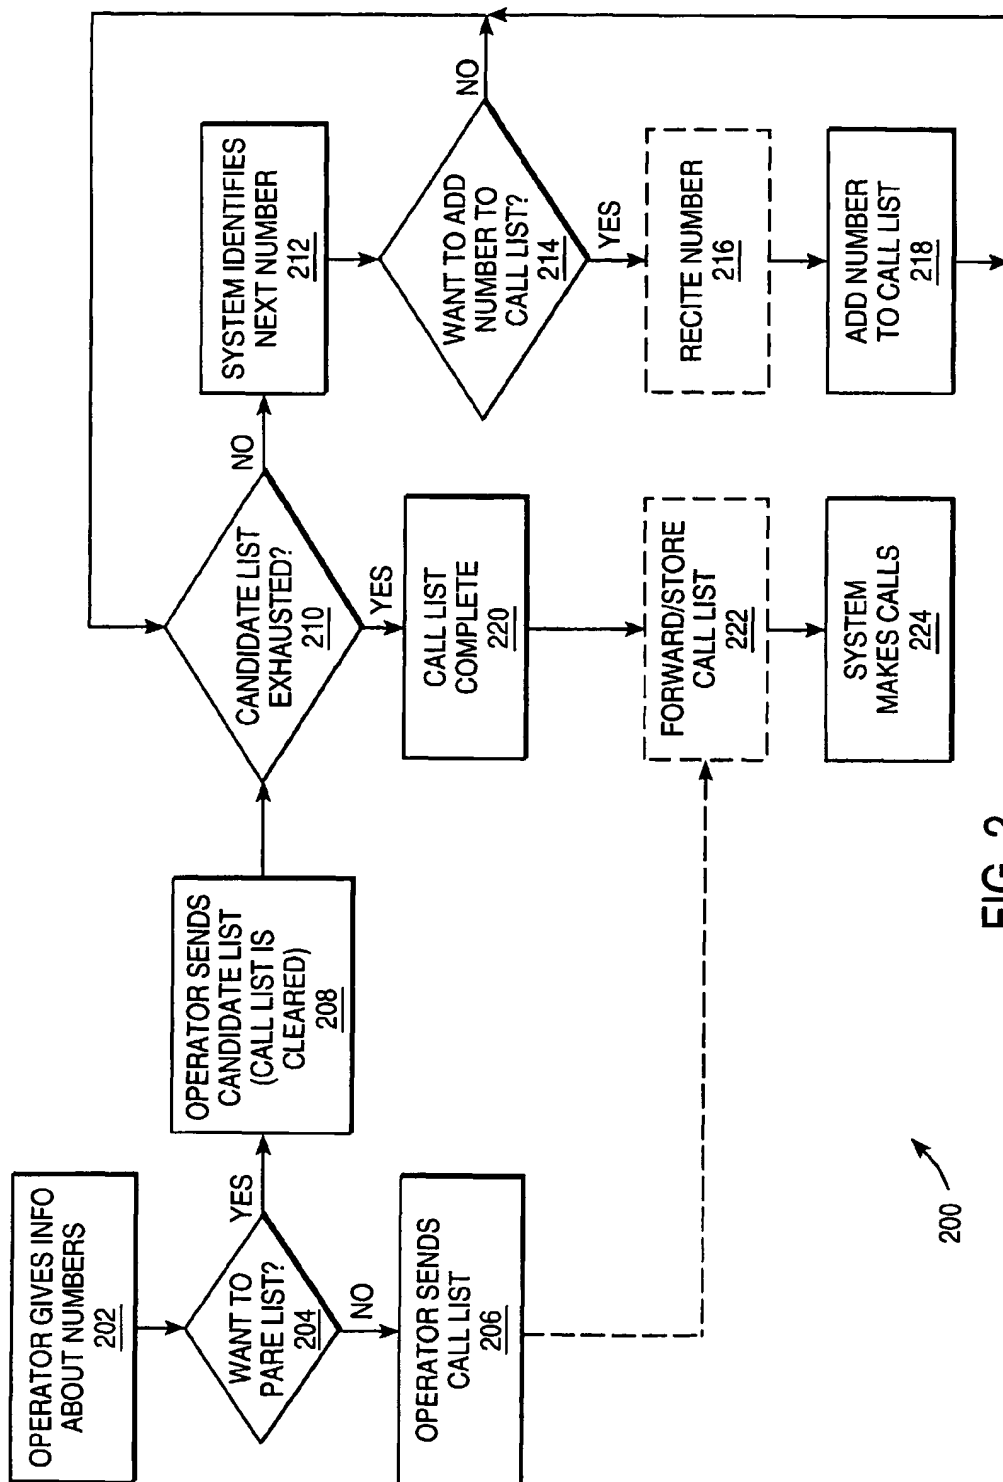 OPERATOR GIVES INFO
ABOUT NUMBERS
202
WANT TO
PARE LIST?
204
YES
NO
OPERATOR SENDS
CALL LIST
206
OPERATOR SENDS
CANDIDATE LIST
(CALL LIST IS
CLEARED)
208
CANDIDATE LIST
EXHAUSTED?
210
NO
YES
SYSTEM IDENTIFIES
NEXT NUMBER
212
WANT TO ADD
NUMBER TO
CALL LIST?
214
NO
YES
RECITE NUMBER
216
ADD NUMBER
TO CALL LIST
218
CALL LIST
COMPLETE
220
FORWARD/STORE
CALL LIST
222
SYSTEM
MAKES CALLS
224
200
FIG. 2